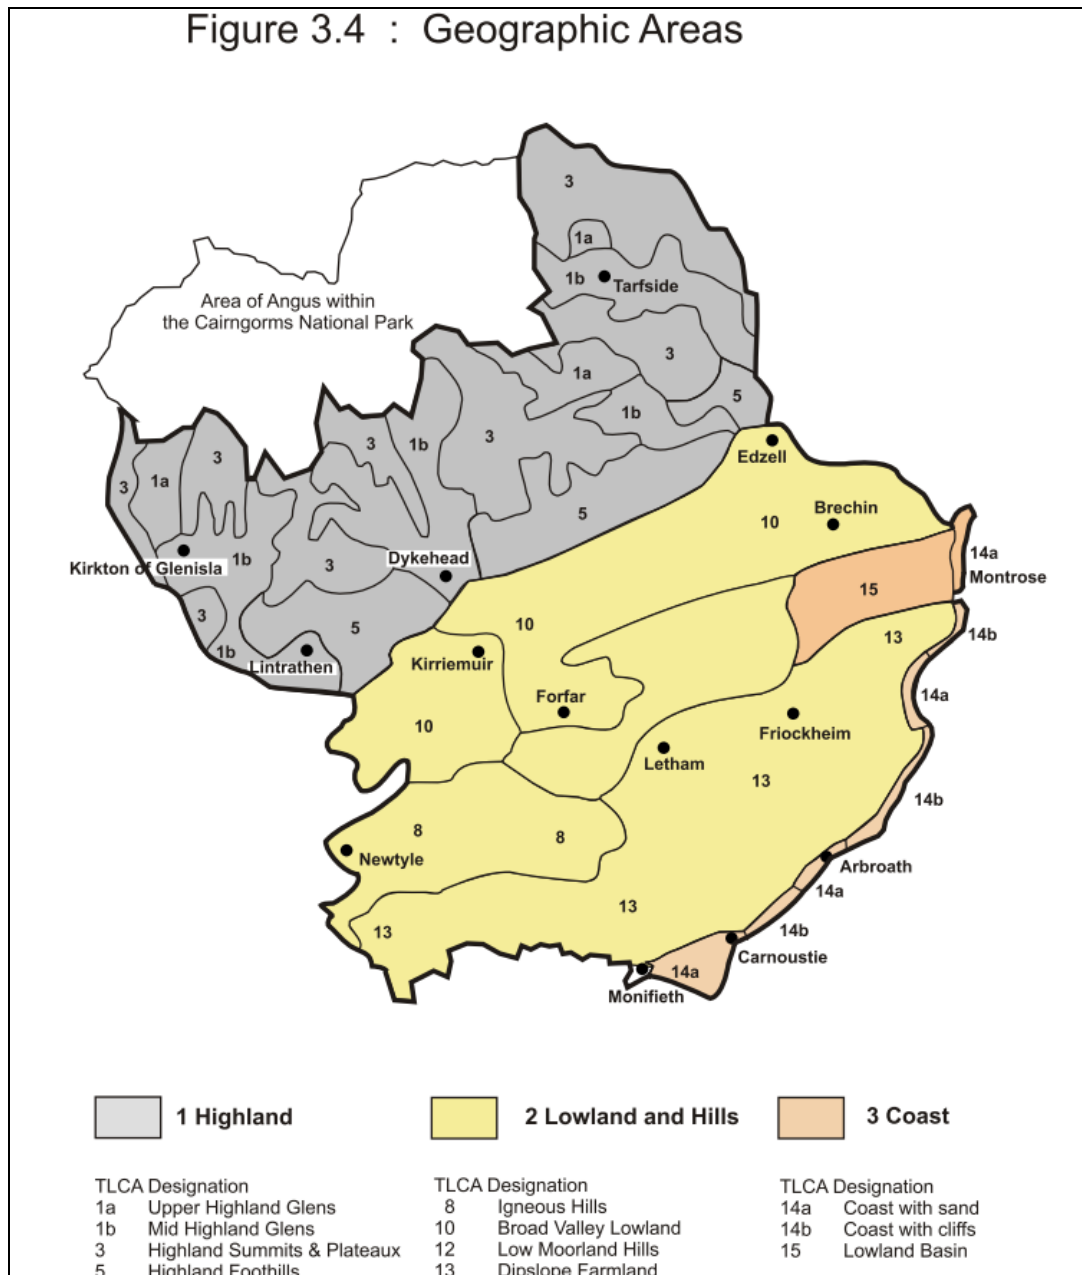 Figure 3.4 : Geographic Areas
3
1a
1b
Tarfside
Area of Angus within
the Cairngorms National Park
3
1a
5
1b
3
1b
3
3
1a
3
Edzell
Brechin
10
5
14a
Montrose
Kirkton of Glenisla
1b
3
Dykehead
15
3
5
10
13
14b
1b
Lintrathen
Kirriemuir
14a
Forfar
10
Friockheim
Letham
13
14b
8
8
Newtyle
Arbroath
14a
13
13
14b
Carnoustie
14a
Monifieth
1 Highland
2 Lowland and Hills
3 Coast
TLCA Designation
1a Upper Highland Glens
1b Mid Highland Glens
3 Highland Summits & Plateaux
5 Highland Foothills
TLCA Designation
8 Igneous Hills
10 Broad Valley Lowland
12 Low Moorland Hills
13 Dipslope Farmland
TLCA Designation
14a Coast with sand
14b Coast with cliffs
15 Lowland Basin